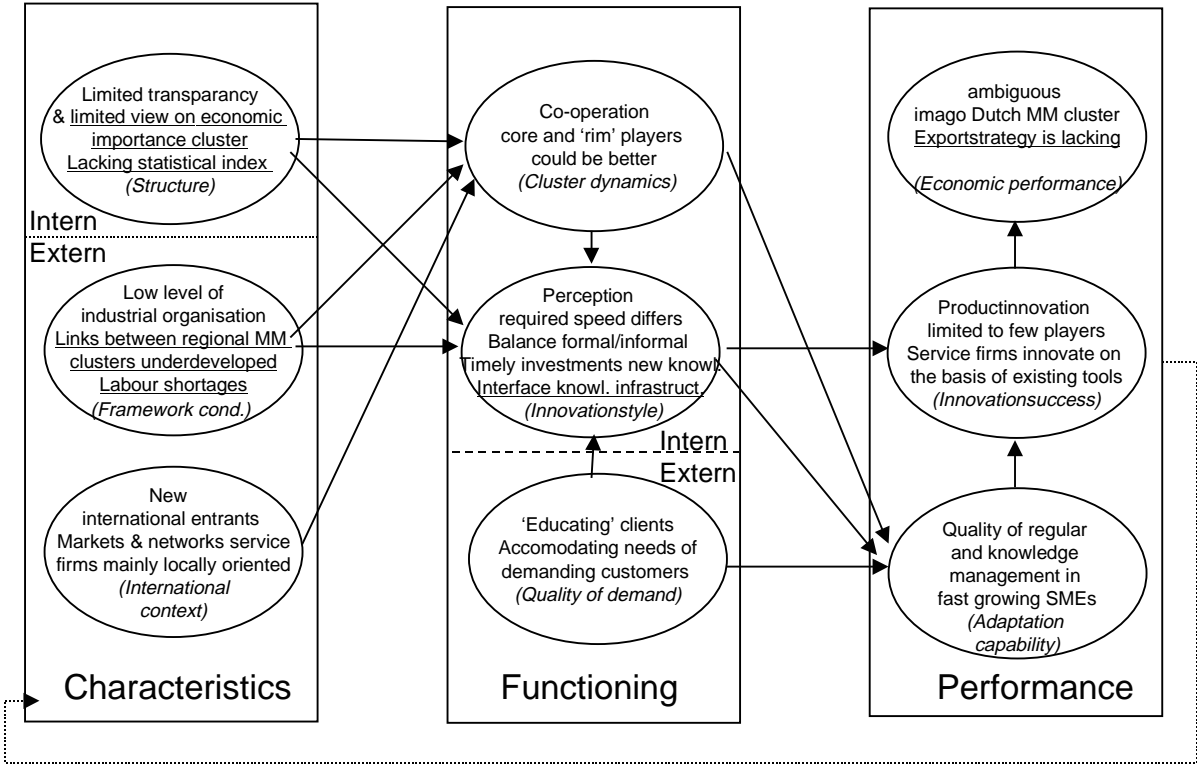 Limited transparancy
& limited view on economic
importance cluster
Lacking statistical index
(Structure)
Intern
Extern
Low level of
industrial organisation
Links between regional MM
clusters underdeveloped
Labour shortages
(Framework cond.)
New
international entrants
Markets & networks service
firms mainly locally oriented
(International
context)
Characteristics
Co-operation
core and ‘rim’ players
could be better
(Cluster dynamics)
Perception
required speed differs
Balance formal/informal
Timely investments new knowl.
Interface knowl. infrastruct.
(Innovationstyle)
Intern
Extern
‘Educating’ clients
Accomodating needs of
demanding customers
(Quality of demand)
Functioning
ambiguous
imago Dutch MM cluster
Exportstrategy is lacking
(Economic performance)
Productinnovation
limited to few players
Service firms innovate on
the basis of existing tools
(Innovationsuccess)
Quality of regular
and knowledge
management in
fast growing SMEs
(Adaptation
capability)
Performance